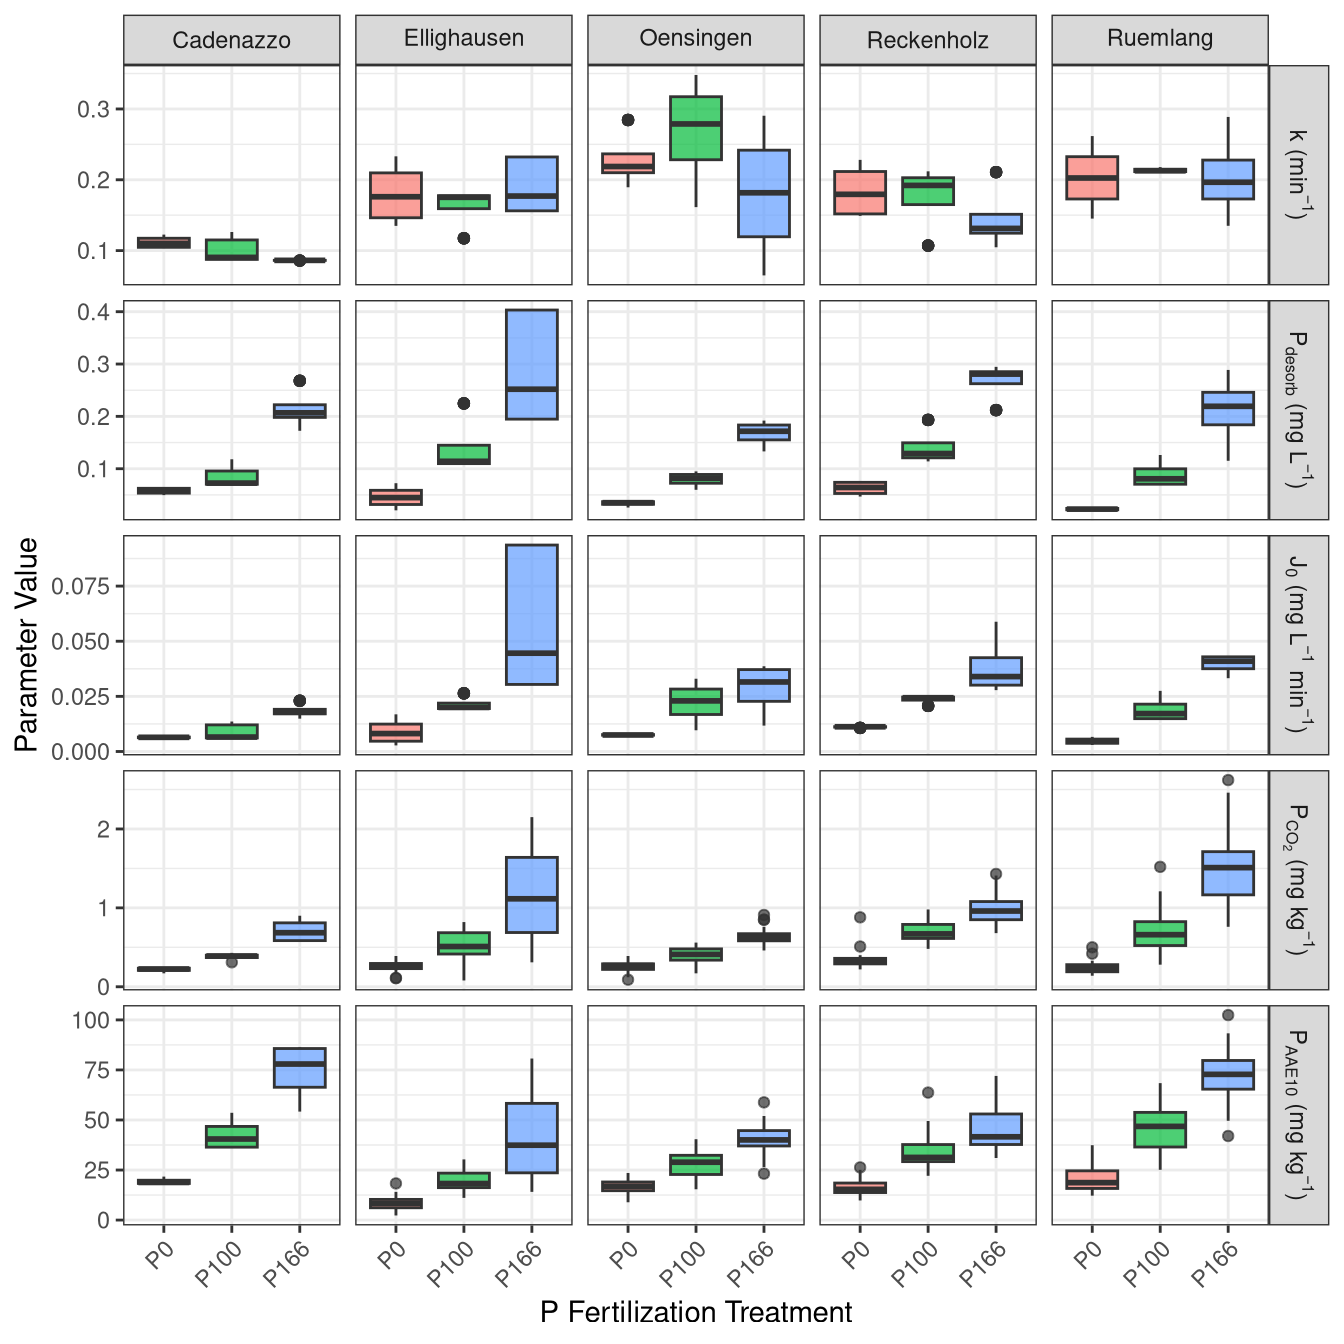 Cadenazzo Ellighausen Oensingen Reckenholz Ruemlang
0.3
0.2
0.1
k (min⁻¹)
0.4
0.3
0.2
0.1
P_desorb (mg L⁻¹)
Parameter Value
0.075
0.050
0.025
0.000
J₀ (mg L⁻¹ min⁻¹)
2
1
0
P_CO₂ (mg kg⁻¹)
100
75
50
25
0
P_AAE10 (mg kg⁻¹)
P0 P100 P166 P0 P100 P166 P0 P100 P166 P0 P100 P166 P0 P100 P166
P Fertilization Treatment